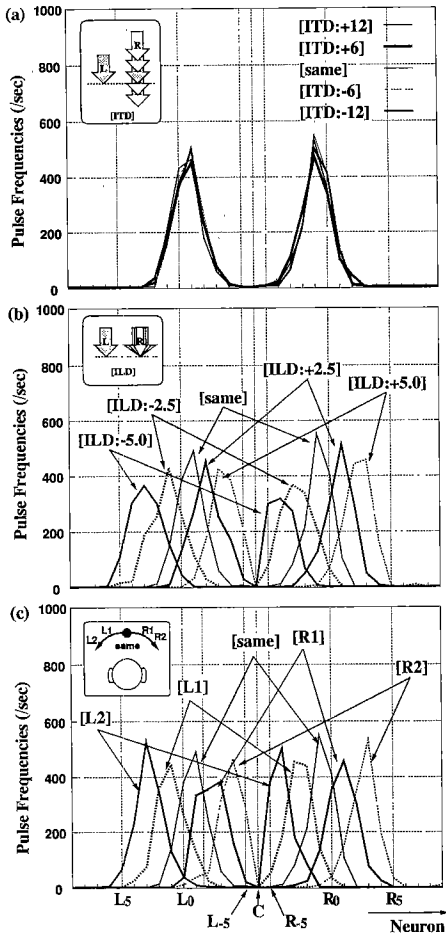 (a)
[ITD:+12]
[ITD:+6]
[same]
[ITD:-6]
[ITD:-12]
L
R
[ITD]
Pulse Frequencies (/sec)
1000
800
600
400
200
0
(b)
[ILD:+2.5]
[ILD:+5.0]
[same]
[ILD:-2.5]
[ILD:-5.0]
L
R
[ILD]
Pulse Frequencies (/sec)
1000
800
600
400
200
0
(c)
L2
L1
R1
R2
same
[same]
[R1]
[R2]
[L1]
[L2]
Pulse Frequencies (/sec)
1000
800
600
400
200
0
L5
L0
L-5
C
R-5
R0
R5
Neuron